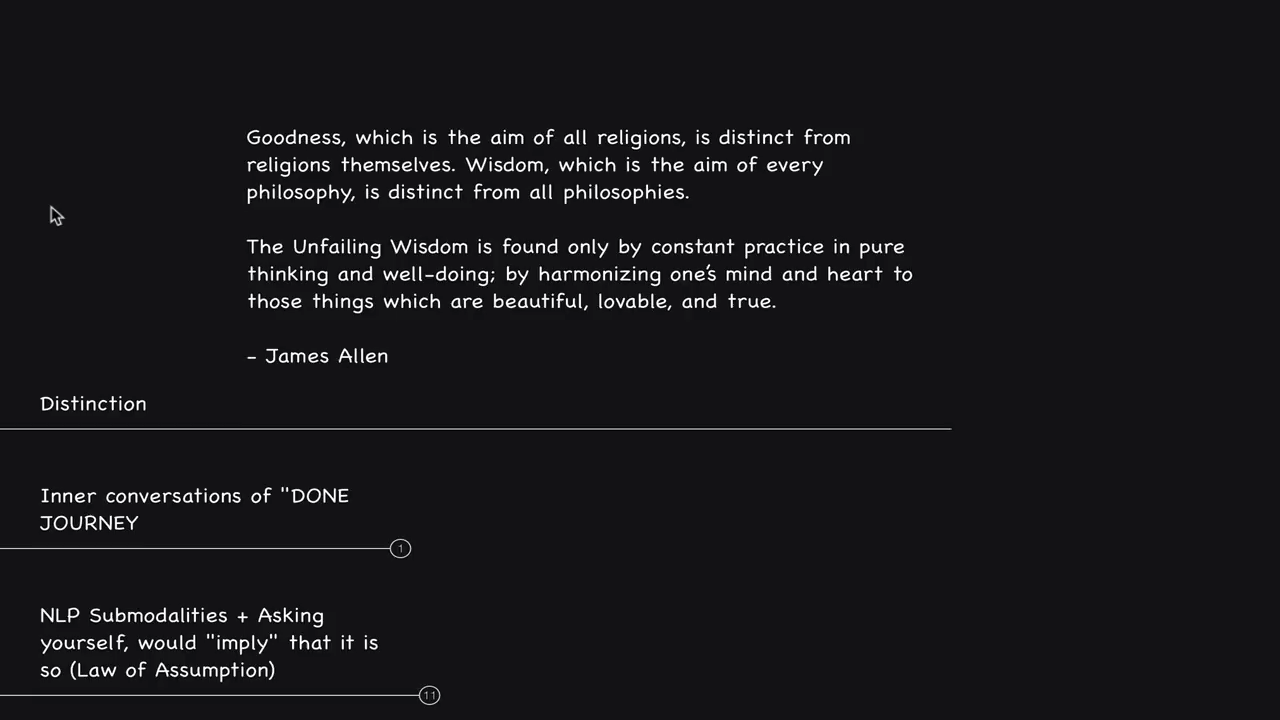 Goodness, which is the aim of all religions, is distinct from
religions themselves. Wisdom, which is the aim of every
philosophy, is distinct from all philosophies.
The Unfailing Wisdom is found only by constant practice in pure
thinking and well-doing; by harmonizing one's mind and heart to
those things which are beautiful, lovable, and true.
- James Allen
Distinction
Inner conversations of "DONE
JOURNEY
1
NLP Submodalities + Asking
yourself, would "imply" that it is
so (Law of Assumption)
11